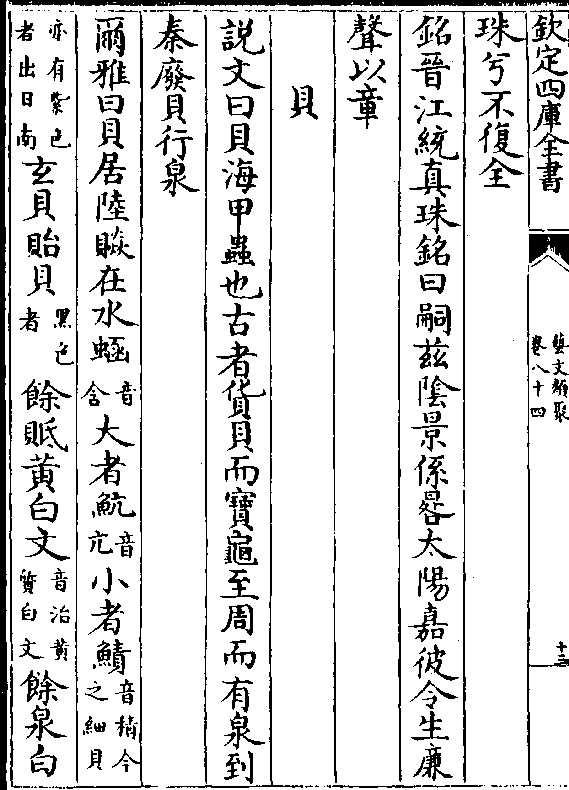 欽定四庫全書
藝文類聚
卷八十四
十三
珠兮不復全
銘晉江統真珠銘曰嗣茲陰景係晷太陽嘉彼令生廉
聲以章
貝
說文曰貝海甲蟲也古者貨貝而寶龜至周而有泉到
秦廢貝行泉
爾雅曰貝居陸賧在水蜬音含大者魧音亢小者鰿音積今之細貝
亦有紫色者出日南玄貝貽貝黑色者餘貾黄白文音治黄質白文餘泉白